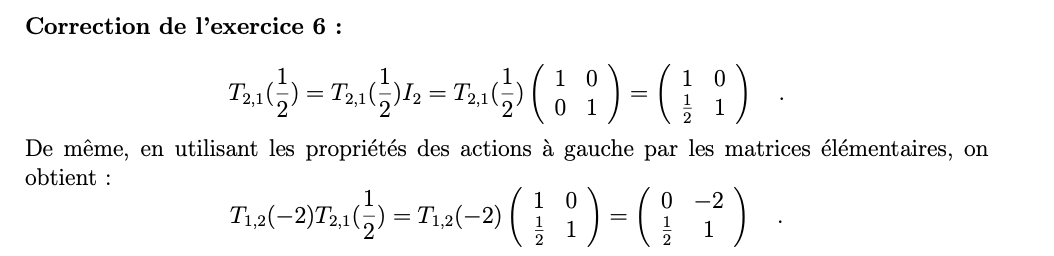 Correction de l'exercice 6 :
$T_{2,1}(\frac{1}{2}) = T_{2,1}(\frac{1}{2})I_2 = T_{2,1}(\frac{1}{2}) \begin{pmatrix} 1 & 0 \\ 0 & 1 \end{pmatrix} = \begin{pmatrix} 1 & 0 \\ \frac{1}{2} & 1 \end{pmatrix} \quad .$
De même, en utilisant les propriétés des actions à gauche par les matrices élémentaires, on
obtient :
$T_{1,2}(-2)T_{2,1}(\frac{1}{2}) = T_{1,2}(-2) \begin{pmatrix} 1 & 0 \\ \frac{1}{2} & 1 \end{pmatrix} = \begin{pmatrix} 0 & -2 \\ \frac{1}{2} & 1 \end{pmatrix} \quad .$